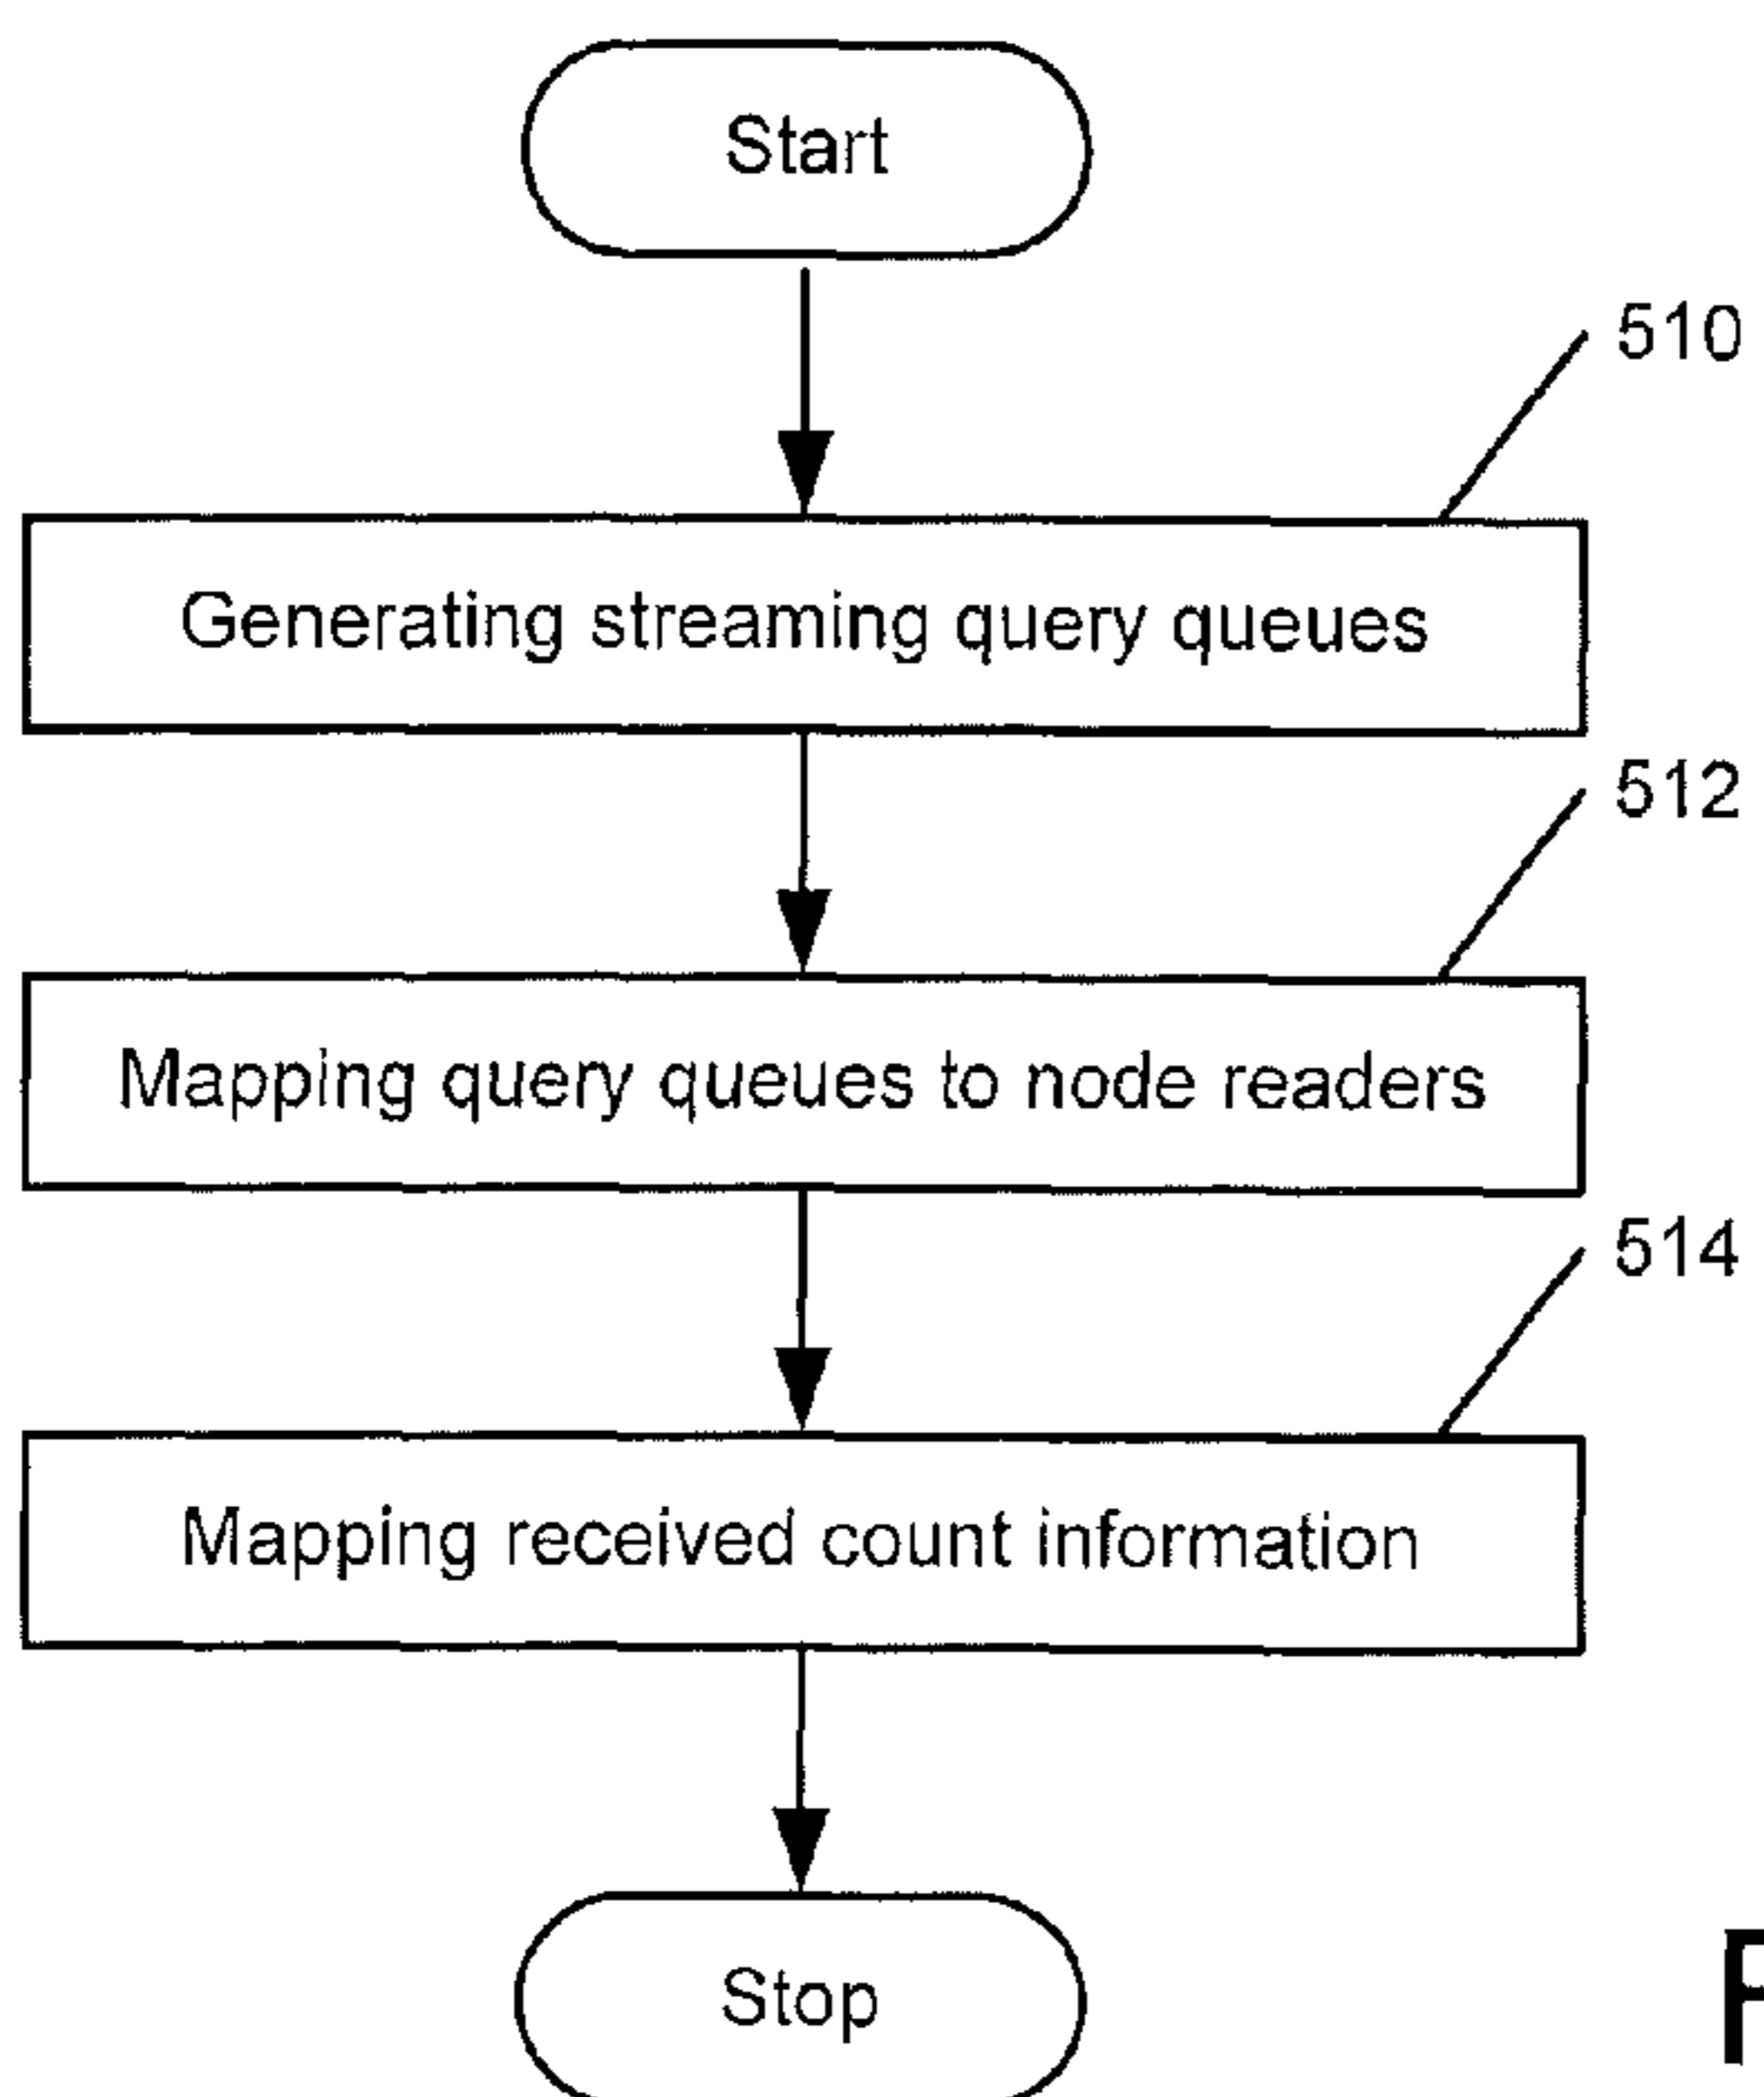 Start
510
Generating streaming query queues
512
Mapping query queues to node readers
514
Mapping received count information
Stop